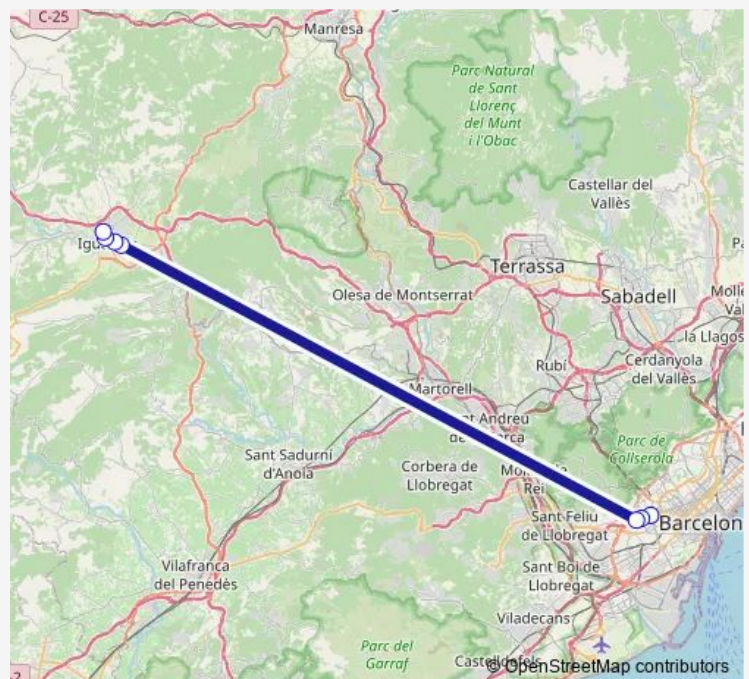 C-25
Manresa
Parc Natural
de Sant
Llorenç
del Munt
i l'Obac
Castellar del
Vallès
Terrassa
Olesa de Montserrat
Sabadell
Rubí
Cerdanyola
del Vallès
Martorell
Sant Sadurní
d'Anoia
Corbera de
Llobregat
Parc de
Collserola
Rei
Sant Feliu
de Llobregat
Barcelon
Sant Boi de
Llobregat
Vilafranca
del Penedès
Viladecans
Parc del
Garraf
© OpenStreetMap contributors